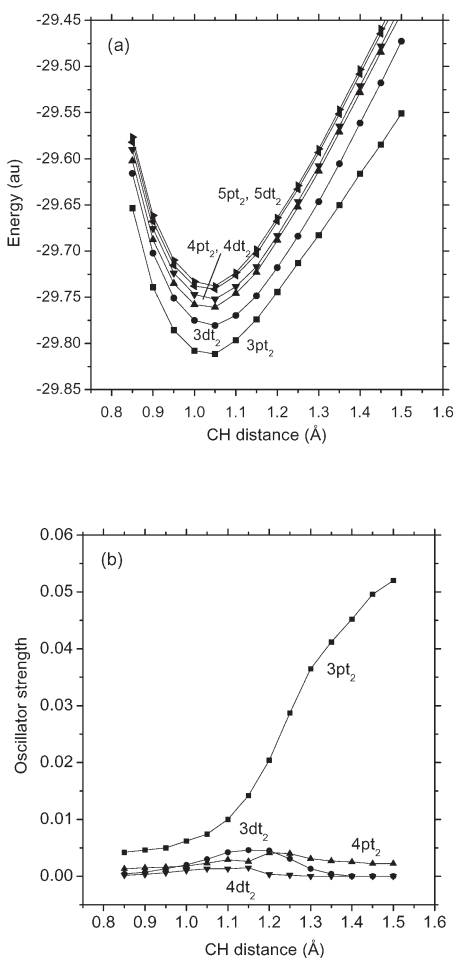 (a)
-29.45
-29.50
-29.55
-29.60
-29.65
-29.70
-29.75
-29.80
-29.85
Energy (au)
5pt2, 5dt2
4pt2, 4dt2
3dt2
3pt2
0.8 0.9 1.0 1.1 1.2 1.3 1.4 1.5 1.6
CH distance (Å)
(b)
0.06
0.05
0.04
0.03
0.02
0.01
0.00
Oscillator strength
3pt2
3dt2
4pt2
4dt2
0.8 0.9 1.0 1.1 1.2 1.3 1.4 1.5 1.6
CH distance (Å)